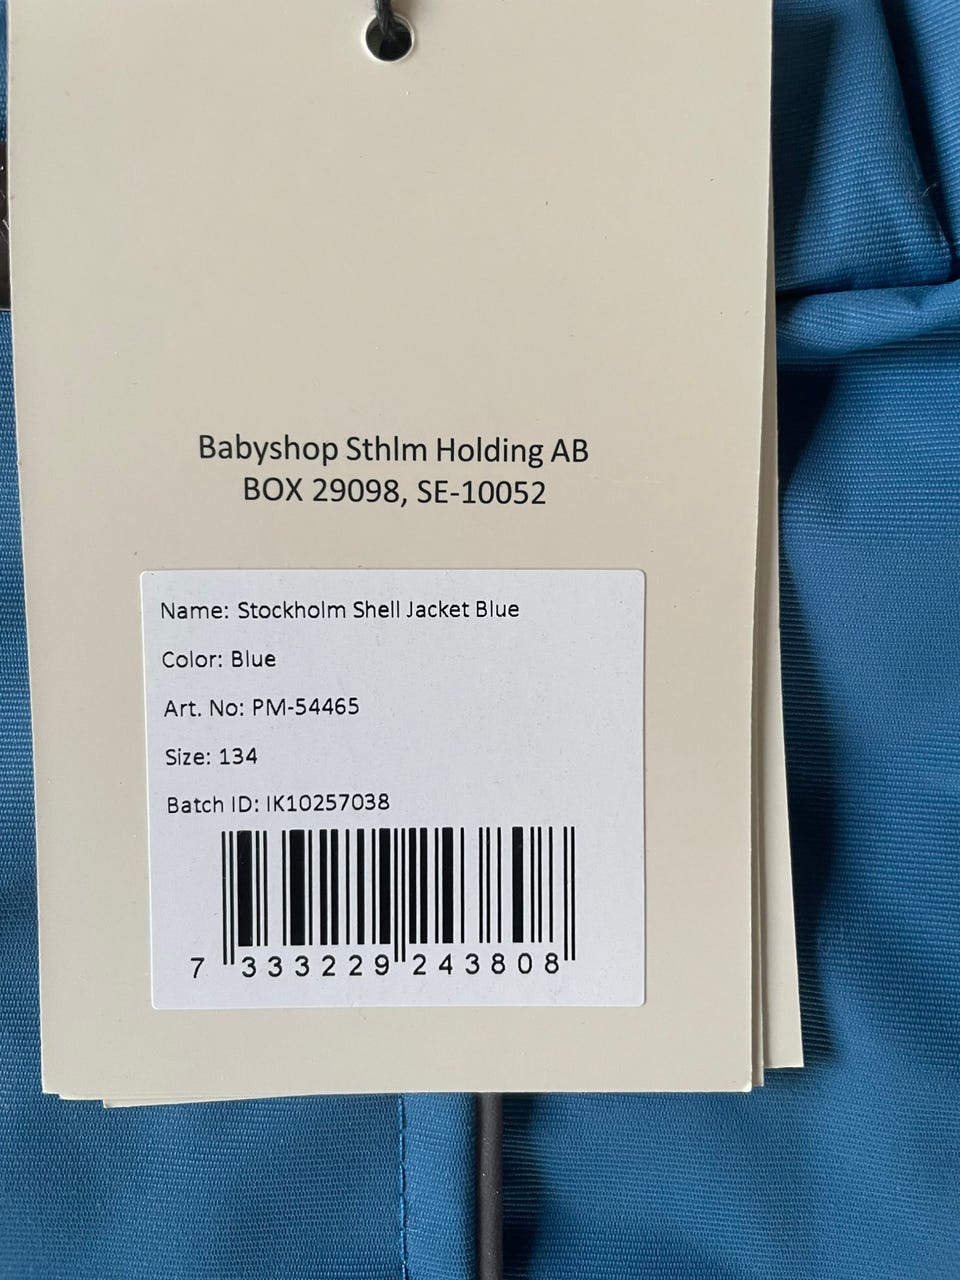 Babyshop Sthlm Holding AB
BOX 29098, SE-10052
Name: Stockholm Shell Jacket Blue
Color: Blue
Art. No: PM-54465
Size: 134
Batch ID: IK10257038
7 333229 243808